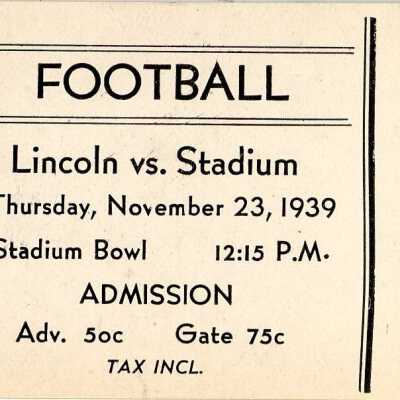 FOOTBALL
Lincoln vs. Stadium
Thursday, November 23, 1939
Stadium Bowl 12:15 P.M.
ADMISSION
Adv. 50c Gate 75c
TAX INCL.